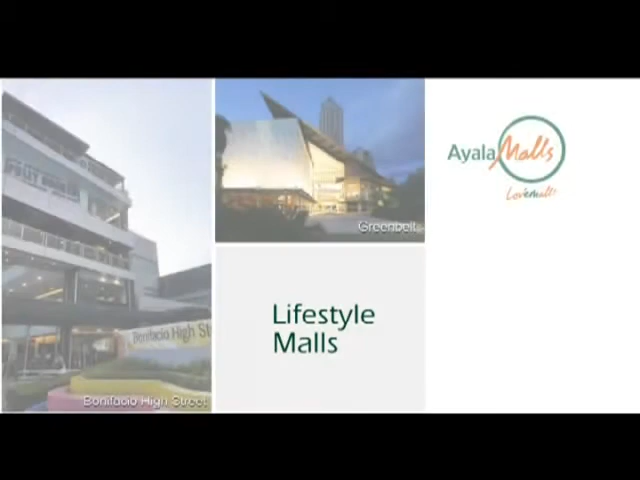 Ayala Malls
Lovemalls
Greenbelt
Lifestyle
Malls
Bonifacio High St
Bonifacio High Street